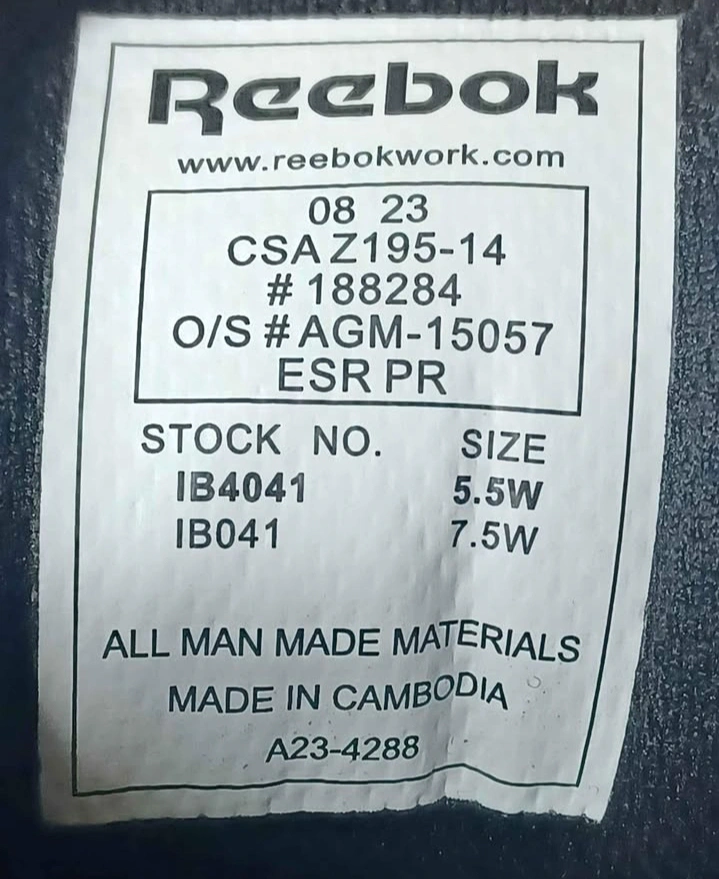 Reebok
www.reebokwork.com
08 23
CSA Z195-14
# 188284
O/S # AGM-15057
ESR PR
STOCK NO. SIZE
IB4041 5.5W
IB041 7.5W
ALL MAN MADE MATERIALS
MADE IN CAMBODIA
A23-4288